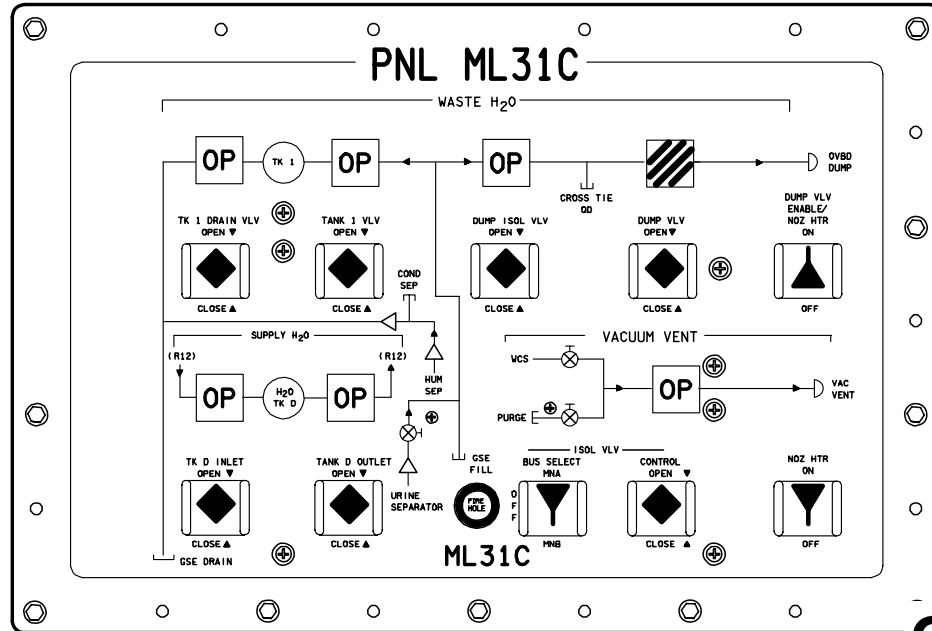 PNL ML31C
WASTE H2O
OP
TK 1
OP
OP
OVBD
DUMP
CROSS TIE
QD
TK 1 DRAIN VLV
OPEN ▼
CLOSE ▲
TANK 1 VLV
OPEN ▼
CLOSE ▲
DUMP ISOL VLV
OPEN ▼
CLOSE ▲
DUMP VLV
OPEN ▼
CLOSE ▲
DUMP VLV
ENABLE/
NOZ HTR
ON
OFF
COND
SEP
HUM
SEP
SUPPLY H2O
(R12)
(R12)
OP
H2O
TK D
OP
VACUUM VENT
WCS
PURGE
OP
VAC
VENT
TK D INLET
OPEN ▼
CLOSE ▲
TANK D OUTLET
OPEN ▼
CLOSE ▲
URINE
SEPARATOR
GSE
FILL
FIRE
HOLE
ISOL VLV
BUS SELECT
MNA
OFF
MNB
CONTROL
OPEN ▼
CLOSE ▲
NOZ HTR
ON
OFF
GSE DRAIN
ML31C